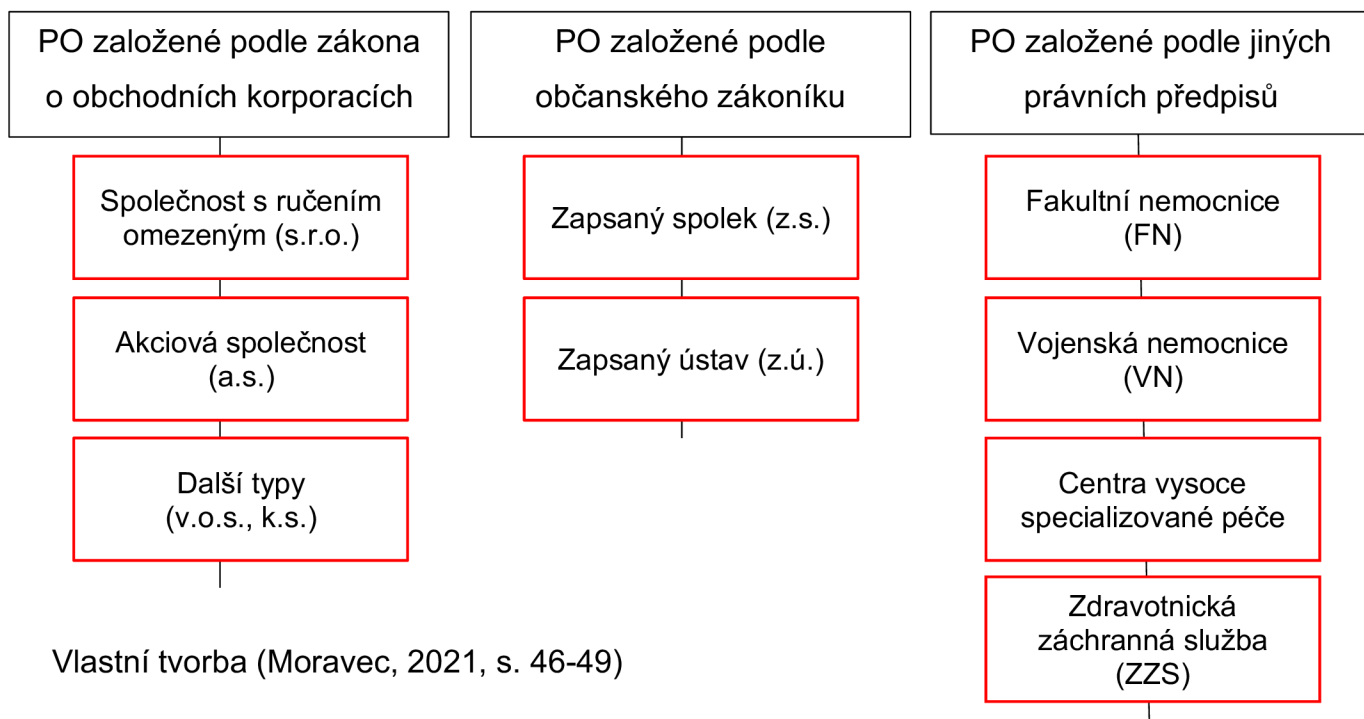 PO založené podle zákona
o obchodních korporacích
Společnost s ručením
omezeným (s.r.o.)
Akciová společnost
(a.s.)
Další typy
(v.o.s., k.s.)
PO založené podle
občanského zákoníku
Zapsaný spolek (z.s.)
Zapsaný ústav (z.ú.)
PO založené podle jiných
právních předpisů
Fakultní nemocnice
(FN)
Vojenská nemocnice
(VN)
Centra vysoce
specializované péče
Zdravotnická
záchranná služba
(ZZS)
Vlastní tvorba (Moravec, 2021, s. 46-49)